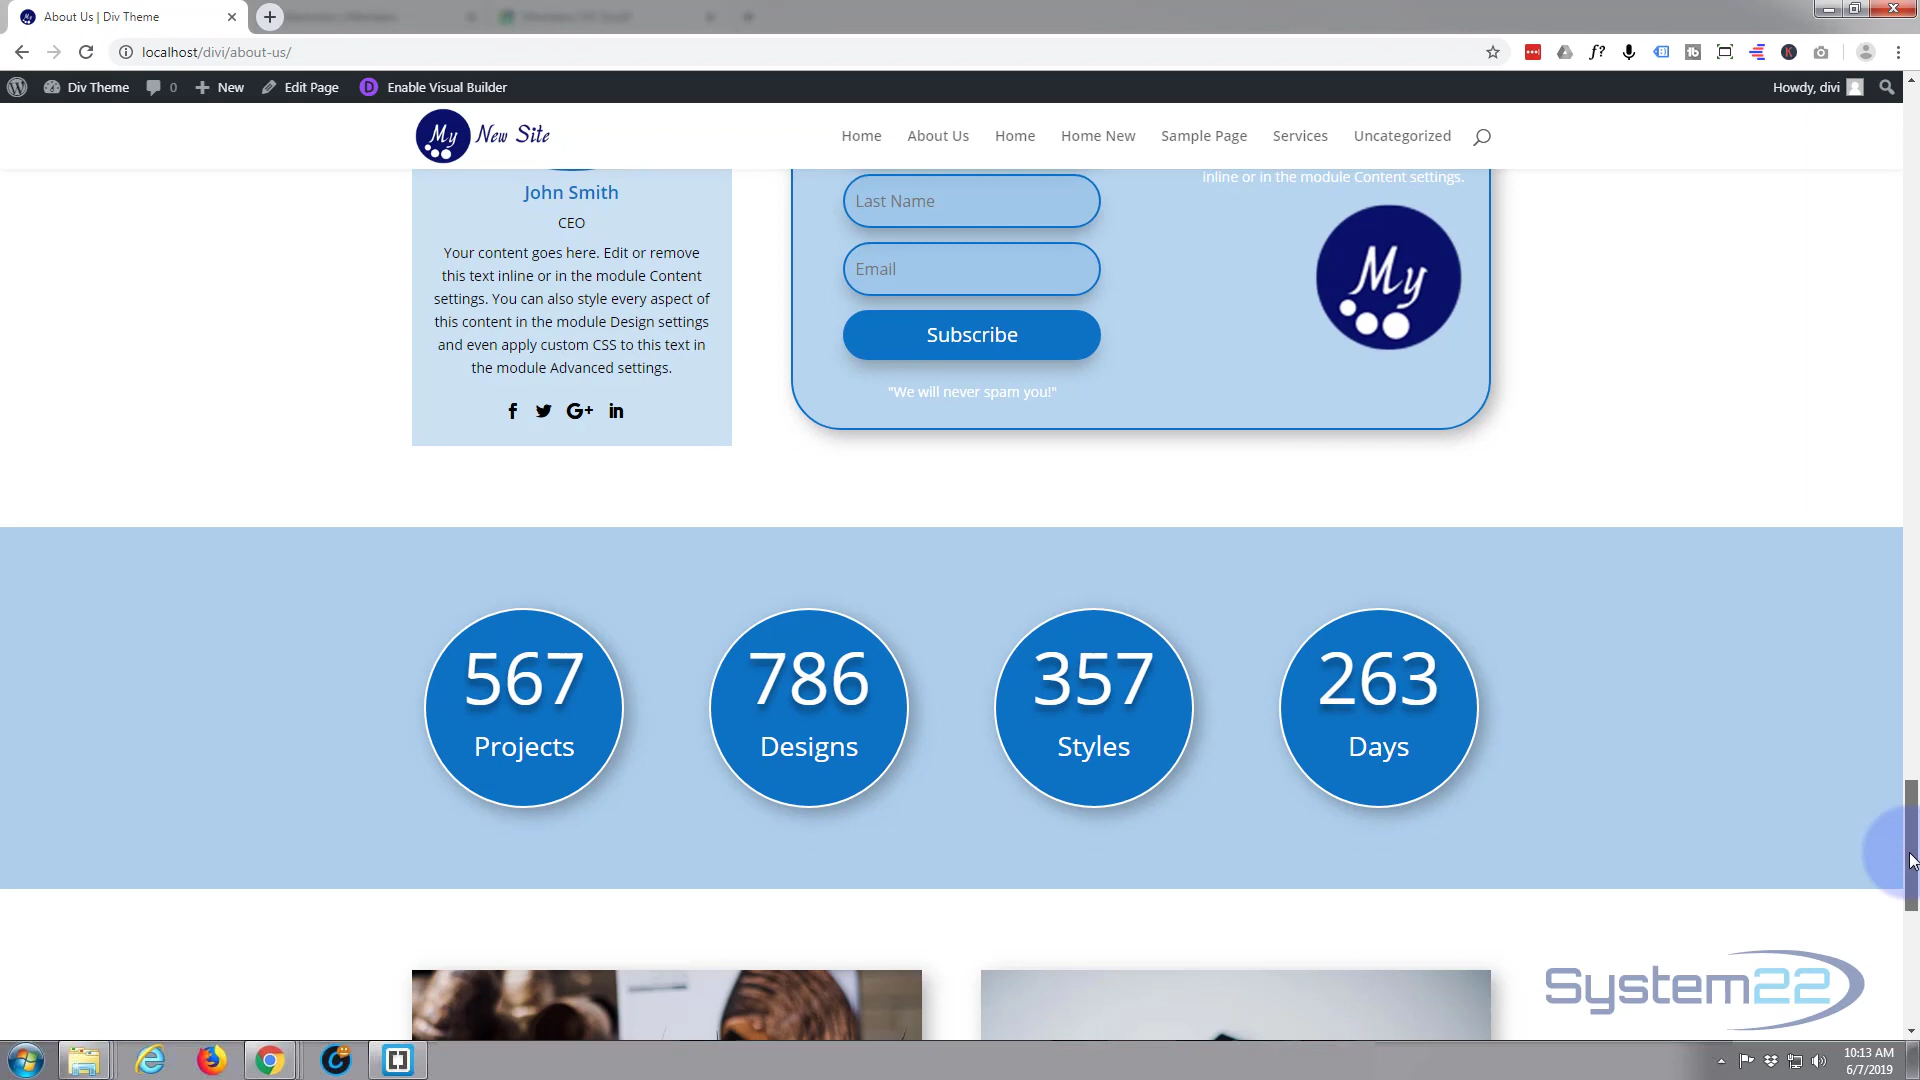 About Us | Div Theme
localhost/divi/about-us/
Div Theme
0
New
Edit Page
Enable Visual Builder
Howdy, divi
My New Site
Home
About Us
Home
Home New
Sample Page
Services
Uncategorized
John Smith
CEO
Your content goes here. Edit or remove
this text inline or in the module Content
settings. You can also style every aspect of
this content in the module Design settings
and even apply custom CSS to this text in
the module Advanced settings.
Last Name
Email
Subscribe
"We will never spam you!"
inline or in the module Content settings.
My
567
Projects
786
Designs
357
Styles
263
Days
System22
10:13 AM
6/7/2019